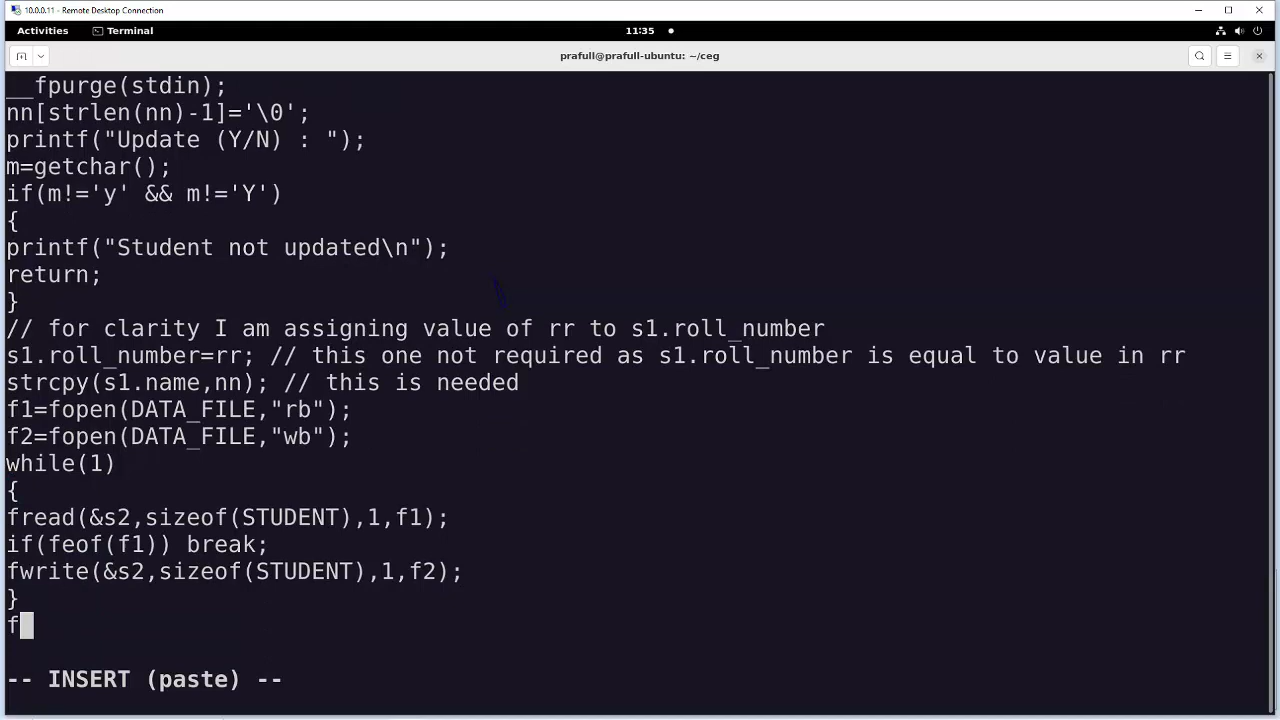 10.0.0.11 - Remote Desktop Connection
Activities
Terminal
11:35
prafull@prafull-ubuntu: ~/ceg
__fpurge(stdin);
nn[strlen(nn)-1]='\0';
printf("Update (Y/N) : ");
m=getchar();
if(m!='y' && m!='Y')
{
printf("Student not updated\n");
return;
}
// for clarity I am assigning value of rr to s1.roll_number
s1.roll_number=rr; // this one not required as s1.roll_number is equal to value in rr
strcpy(s1.name,nn); // this is needed
f1=fopen(DATA_FILE,"rb");
f2=fopen(DATA_FILE,"wb");
while(1)
{
fread(&s2,sizeof(STUDENT),1,f1);
if(feof(f1)) break;
fwrite(&s2,sizeof(STUDENT),1,f2);
}
f
-- INSERT (paste) --